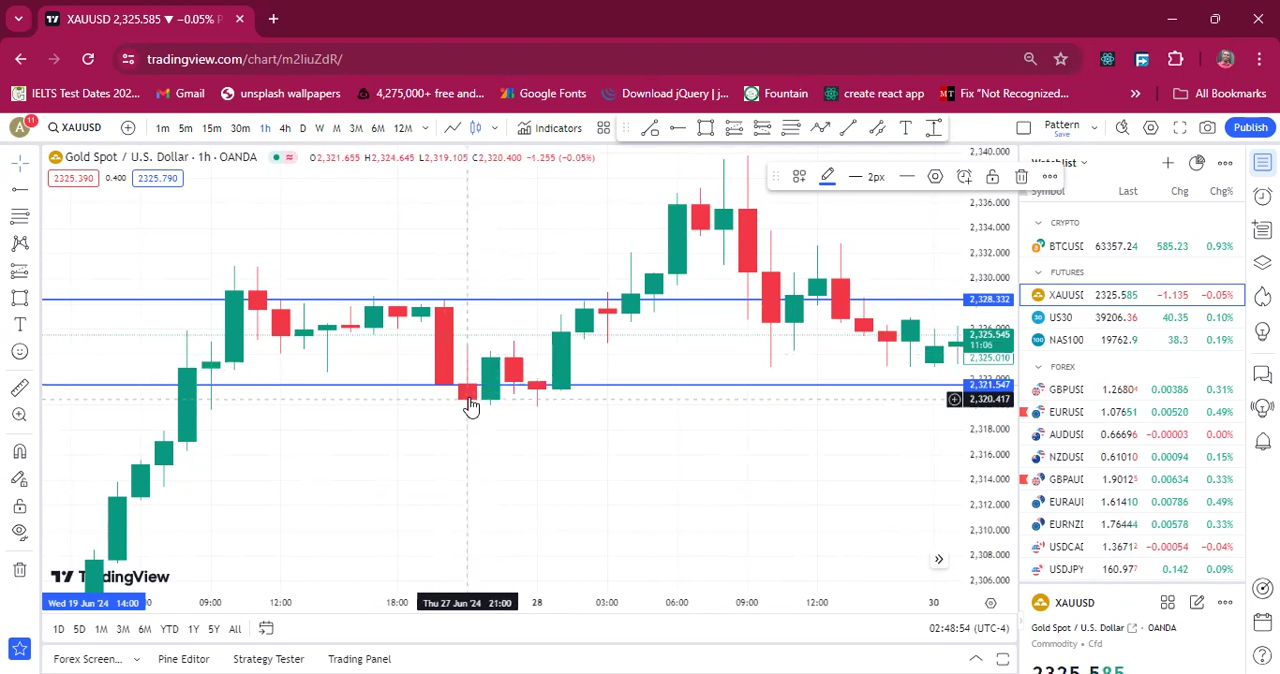 XAUUSD 2,325.585 ▼ −0.05% P
tradingview.com/chart/m2liuZdR/
IELTS Test Dates 202... Gmail unsplash wallpapers 4,275,000+ free and... Google Fonts Download jQuery | j... Fountain create react app Fix "Not Recognized... » All Bookmarks
A 11 XAUUSD 1m 5m 15m 30m 1h 4h D W M 3M 6M 12M Indicators Pattern Save Publish
Gold Spot / U.S. Dollar · 1h · OANDA O2,321.655 H2,324.645 L2,319.105 C2,320.400 −1.255 (−0.05%)
2325.390 0.400 2325.790
2px
2,340.000
2,336.000
2,334.000
2,332.000
2,330.000
2,328.332
2,325.545
11:06
2,325.010
2,321.547
2,320.417
2,318.000
2,316.000
2,314.000
2,312.000
2,310.000
2,308.000
2,306.000
TradingView
Wed 19 Jun '24 14:00 09:00 12:00 18:00 Thu 27 Jun '24 21:00 28 03:00 06:00 09:00 12:00 30
1D 5D 1M 3M 6M YTD 1Y 5Y All 02:48:54 (UTC-4)
Forex Screen... Pine Editor Strategy Tester Trading Panel
Watchlist
Symbol Last Chg Chg%
CRYPTO
BTCUSI 63357.24 585.23 0.93%
FUTURES
XAUUSI 2325.585 −1.135 −0.05%
US30 39206.36 40.35 0.10%
NAS100 19762.9 38.3 0.19%
FOREX
GBPUSI 1.26804 0.00386 0.31%
EURUSI 1.07651 0.00520 0.49%
AUDUSI 0.66696 −0.00003 0.00%
NZDUSI 0.61010 0.00094 0.15%
GBPAUI 1.90125 0.00634 0.33%
EURAUI 1.61410 0.00786 0.49%
EURNZI 1.76444 0.00578 0.33%
USDCAI 1.36712 −0.00054 −0.04%
USDJPY 160.977 0.142 0.09%
XAUUSD
Gold Spot / U.S. Dollar · OANDA
Commodity • Cfd
2325.585